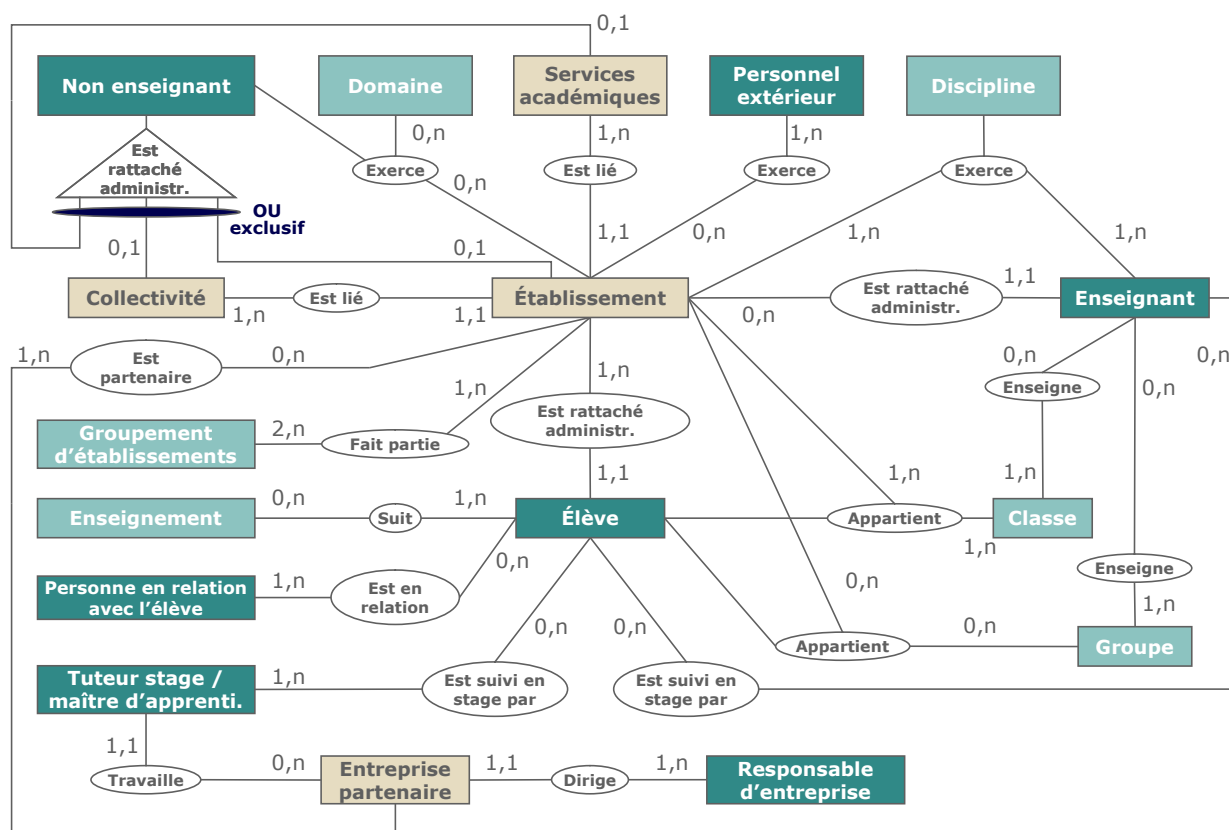 0,1
Non enseignant
Domaine
Services
académiques
Personnel
extérieur
Discipline
0,n
1,n
1,n
Est
rattaché
administr.
Exerce
Est lié
Exerce
Exerce
0,n
OU
exclusif
0,1
0,1
1,1
0,n
1,n
1,n
Collectivité
Est lié
Établissement
Est rattaché
administr.
1,1
Enseignant
1,n
1,1
0,n
1,n
Est
partenaire
0,n
1,n
1,n
0,n
0,n
0,n
Enseigne
Groupement
d’établissements
2,n
Fait partie
Est rattaché
administr.
1,1
1,n
1,n
Enseignement
0,n
Suit
1,n
Élève
Appartient
Classe
1,n
0,n
Personne en relation
avec l’élève
1,n
Est en
relation
0,n
Enseigne
1,n
0,n
0,n
Appartient
0,n
Groupe
Tuteur stage /
maître d’apprenti.
1,n
Est suivi en
stage par
Est suivi en
stage par
1,1
Travaille
0,n
Entreprise
partenaire
1,1
Dirige
1,n
Responsable
d’entreprise